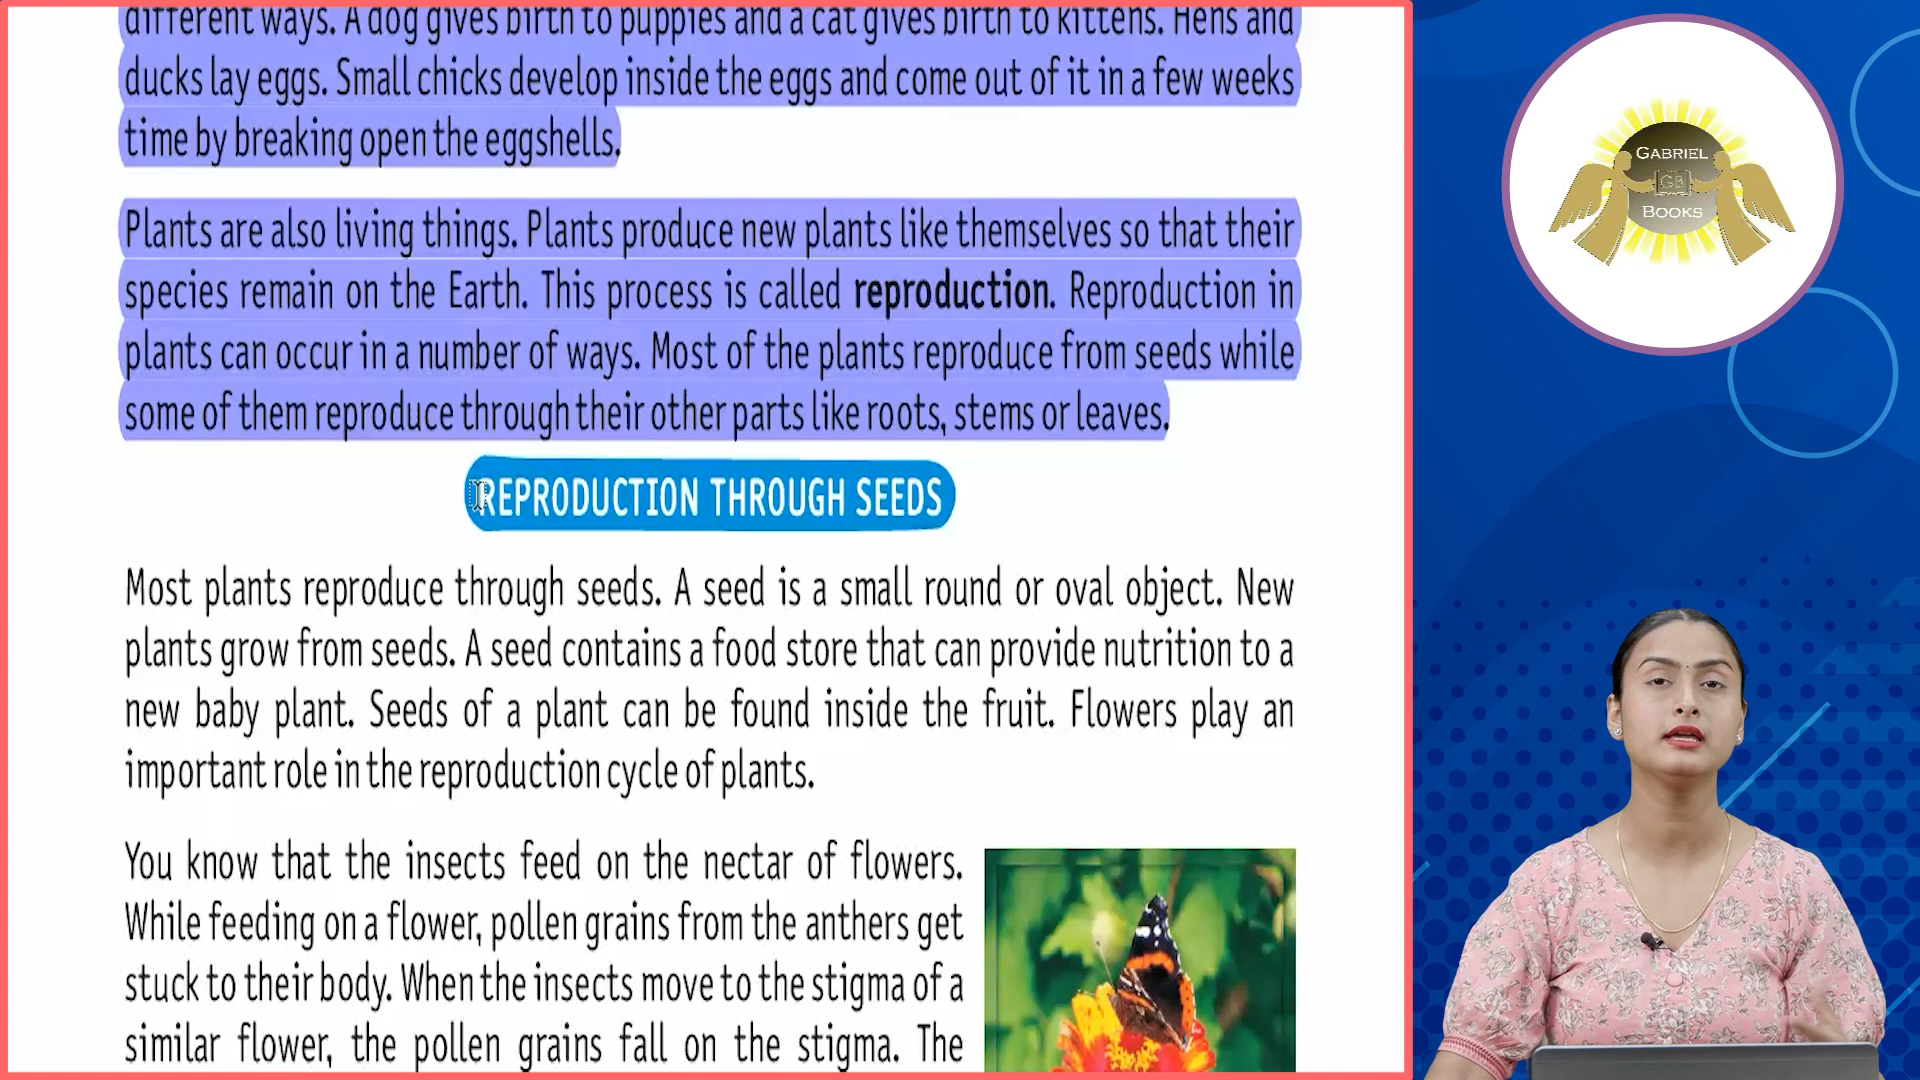 different ways. A dog gives birth to puppies and a cat gives birth to kittens. Hens and
ducks lay eggs. Small chicks develop inside the eggs and come out of it in a few weeks
time by breaking open the eggshells.
Plants are also living things. Plants produce new plants like themselves so that their
species remain on the Earth. This process is called reproduction. Reproduction in
plants can occur in a number of ways. Most of the plants reproduce from seeds while
some of them reproduce through their other parts like roots, stems or leaves.
REPRODUCTION THROUGH SEEDS
Most plants reproduce through seeds. A seed is a small round or oval object. New
plants grow from seeds. A seed contains a food store that can provide nutrition to a
new baby plant. Seeds of a plant can be found inside the fruit. Flowers play an
important role in the reproduction cycle of plants.
You know that the insects feed on the nectar of flowers.
While feeding on a flower, pollen grains from the anthers get
stuck to their body. When the insects move to the stigma of a
similar flower, the pollen grains fall on the stigma. The
GABRIEL
GB
BOOKS